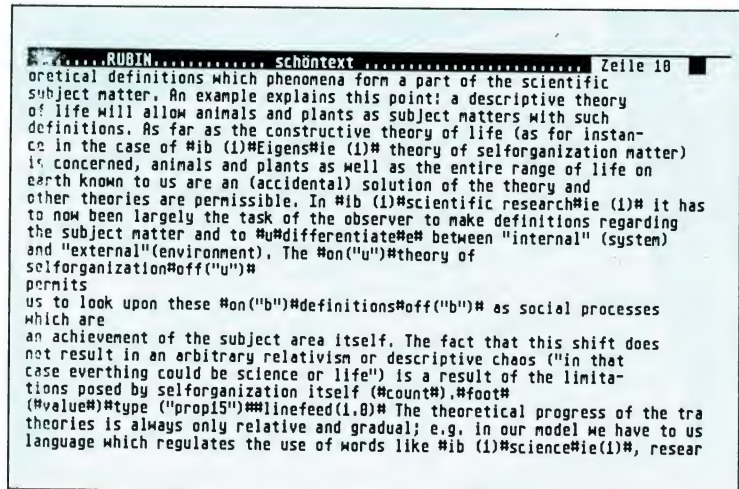 .....RUBIN............. schöntext ......................... Zeile 10
oretical definitions which phenomena form a part of the scientific
subject matter. An example explains this point: a descriptive theory
of life will allow animals and plants as subject matters with such
definitions. As far as the constructive theory of life (as for instan-
ce in the case of #ib (1)#Eigens#ie (1)# theory of selforganization matter)
is concerned, animals and plants as well as the entire range of life on
earth known to us are an (accidental) solution of the theory and
other theories are permissible. In #ib (1)#scientific research#ie (1)# it has
to now been largely the task of the observer to make definitions regarding
the subject matter and to #u#differentiate#e# between "internal" (system)
and "external"(environment). The #on("u")#theory of
selforganization#off("u")#
permits
us to look upon these #on("b")#definitions#off("b")# as social processes
which are
an achievement of the subject area itself. The fact that this shift does
not result in an arbitrary relativism or descriptive chaos ("in that
case everthing could be science or life") is a result of the limita-
tions posed by selforganization itself (#count#).#foot#
(#value#)#type ("prop15")##linefeed(1.0)# The theoretical progress of the tra
theories is always only relative and gradual; e.g. in our model we have to us
language which regulates the use of words like #ib (1)#science#ie(1)#, resear